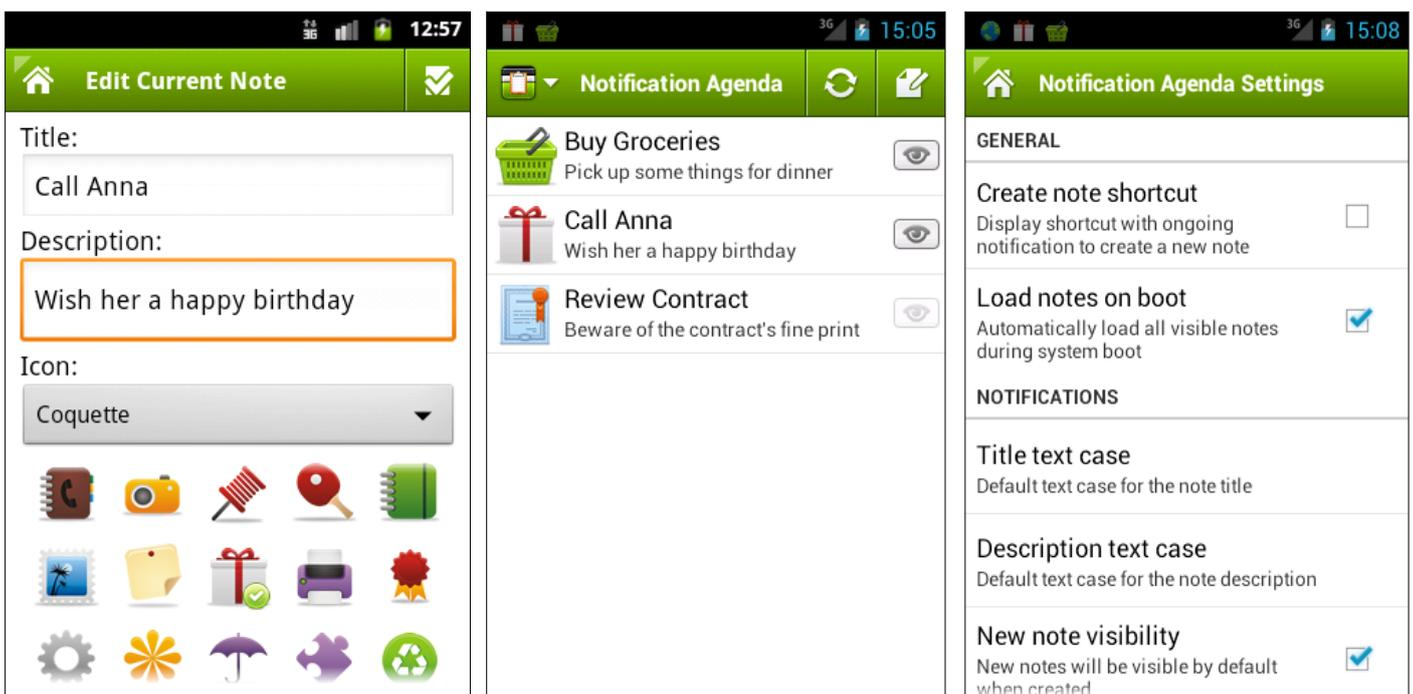 3G
12:57
Edit Current Note
Title:
Call Anna
Description:
Wish her a happy birthday
Icon:
Coquette
3G
15:05
Notification Agenda
Buy Groceries
Pick up some things for dinner
Call Anna
Wish her a happy birthday
Review Contract
Beware of the contract's fine print
3G
15:08
Notification Agenda Settings
GENERAL
Create note shortcut
Display shortcut with ongoing
notification to create a new note
Load notes on boot
Automatically load all visible notes
during system boot
NOTIFICATIONS
Title text case
Default text case for the note title
Description text case
Default text case for the note description
New note visibility
New notes will be visible by default
when created